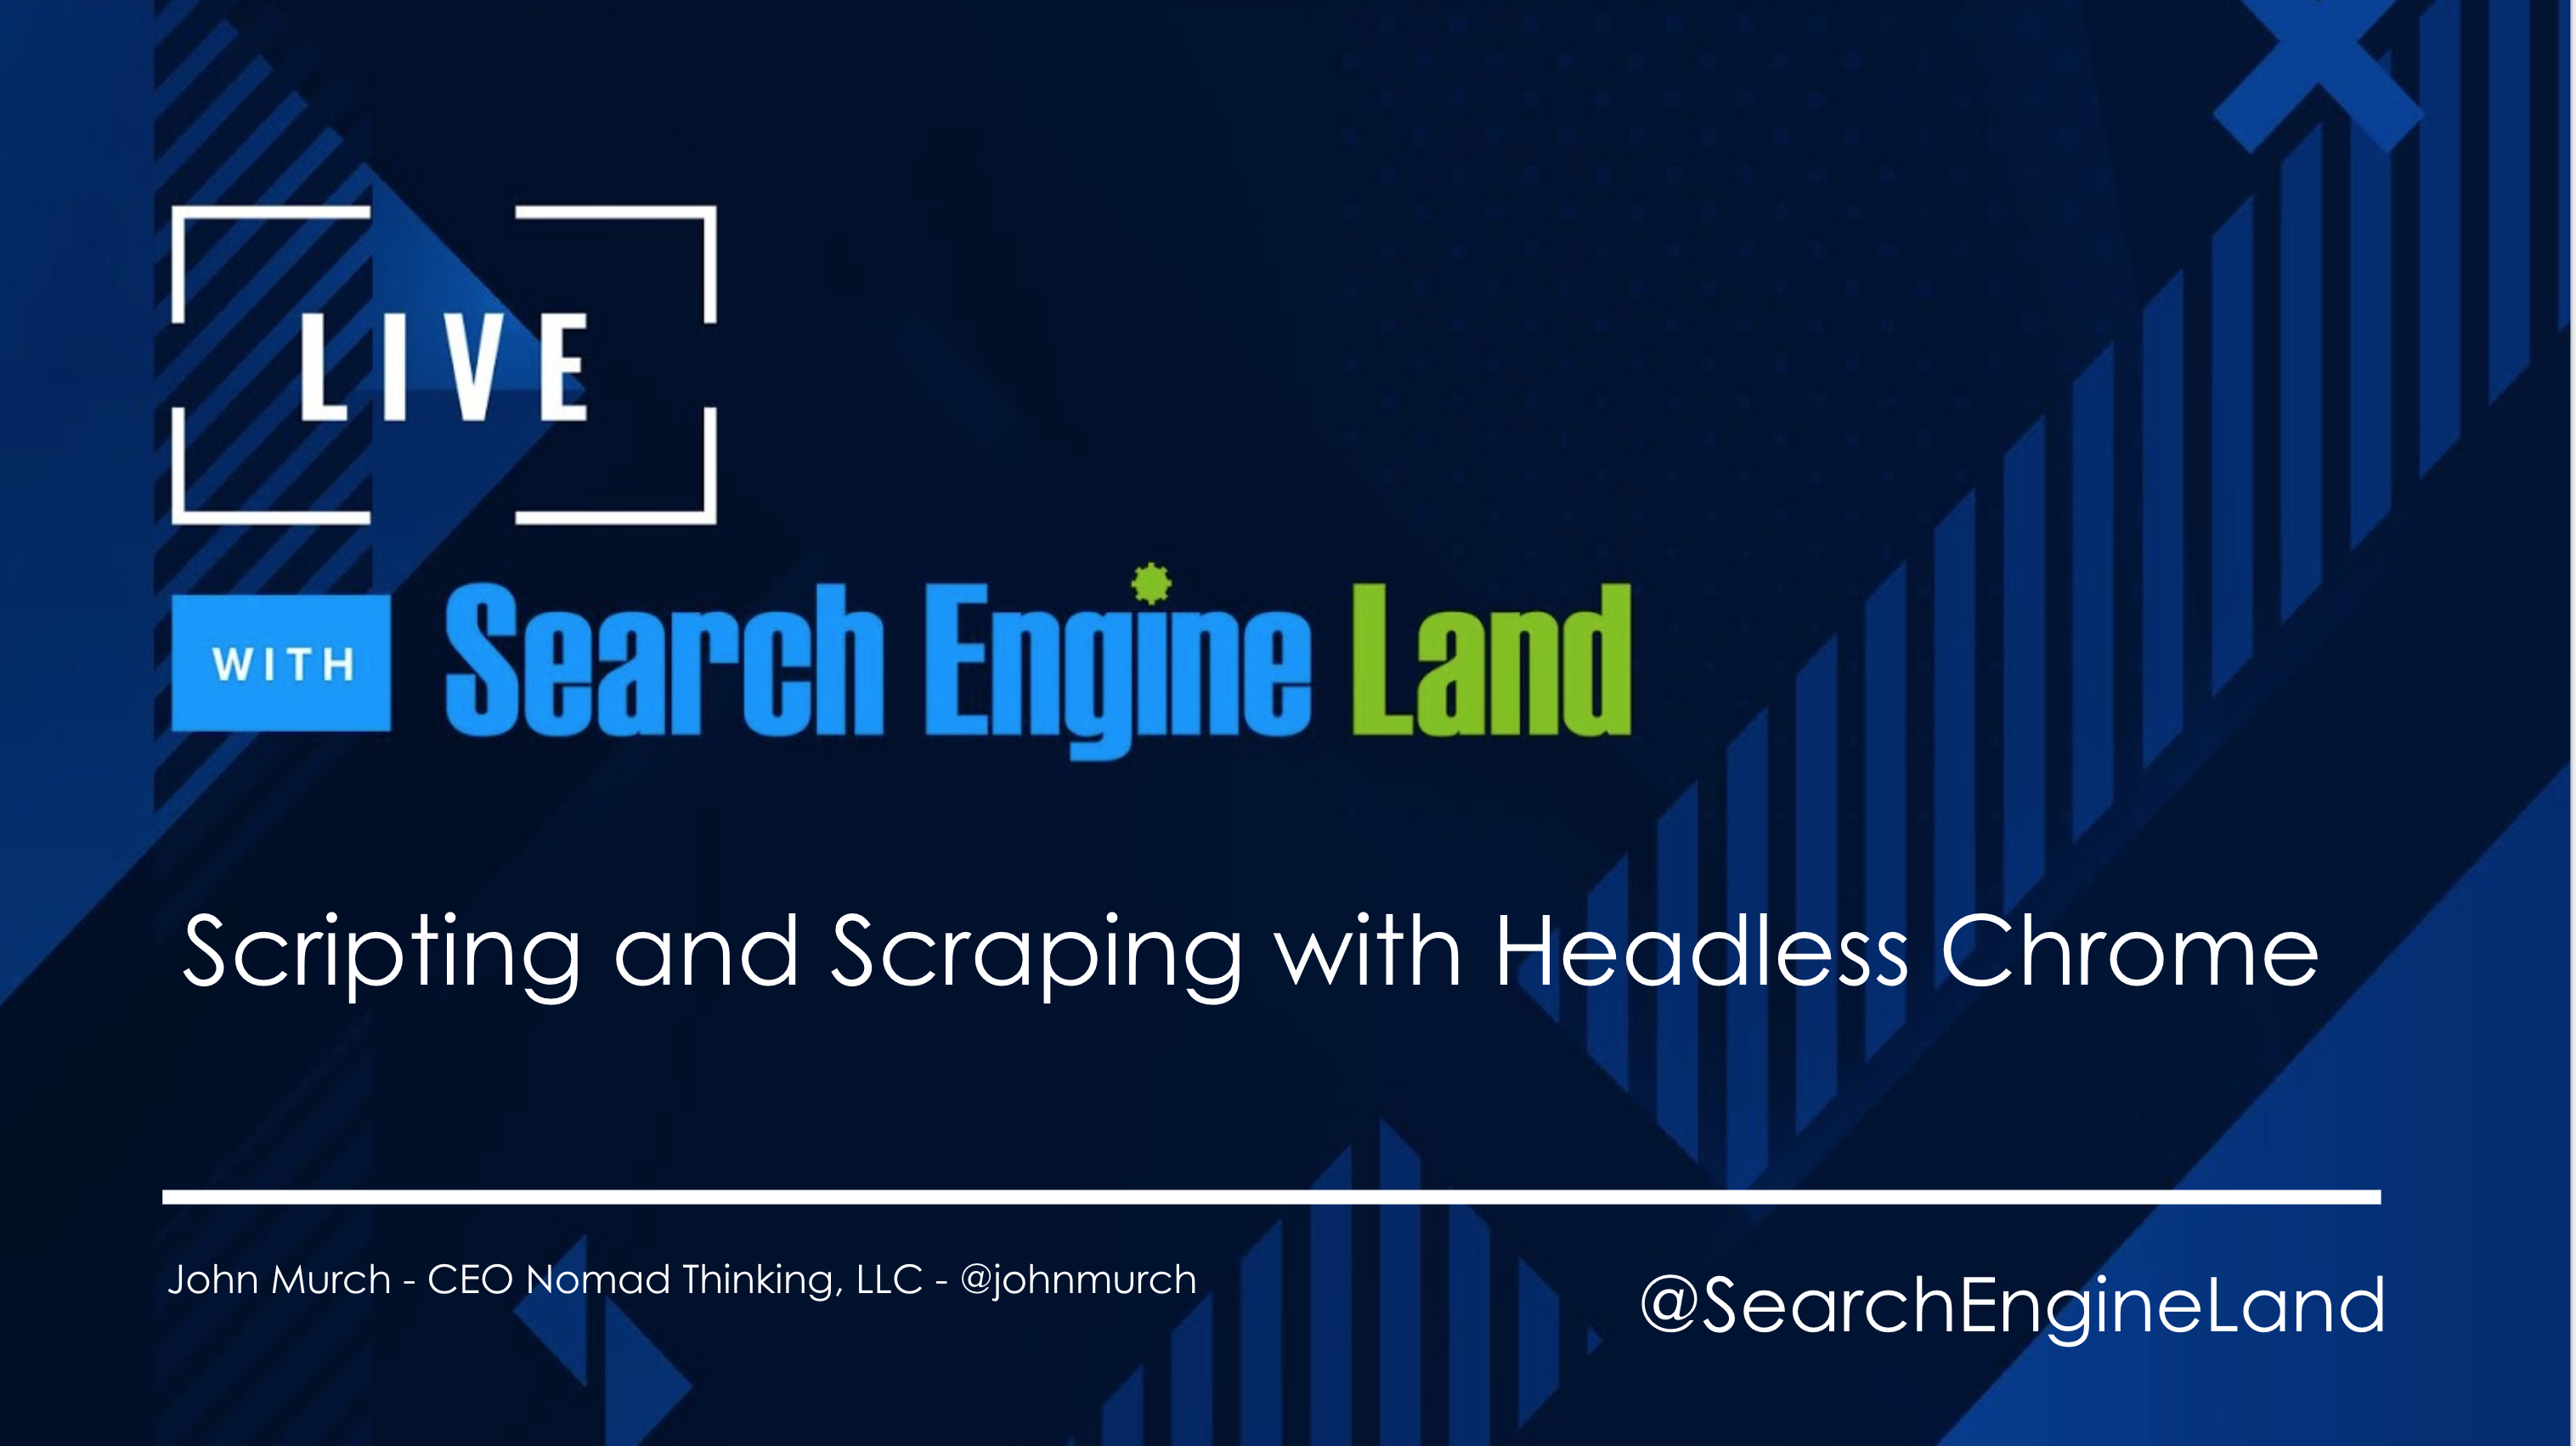 LIVE
WITH Search Engine Land
Scripting and Scraping with Headless Chrome
John Murch - CEO Nomad Thinking, LLC - @johnmurch
@SearchEngineLand